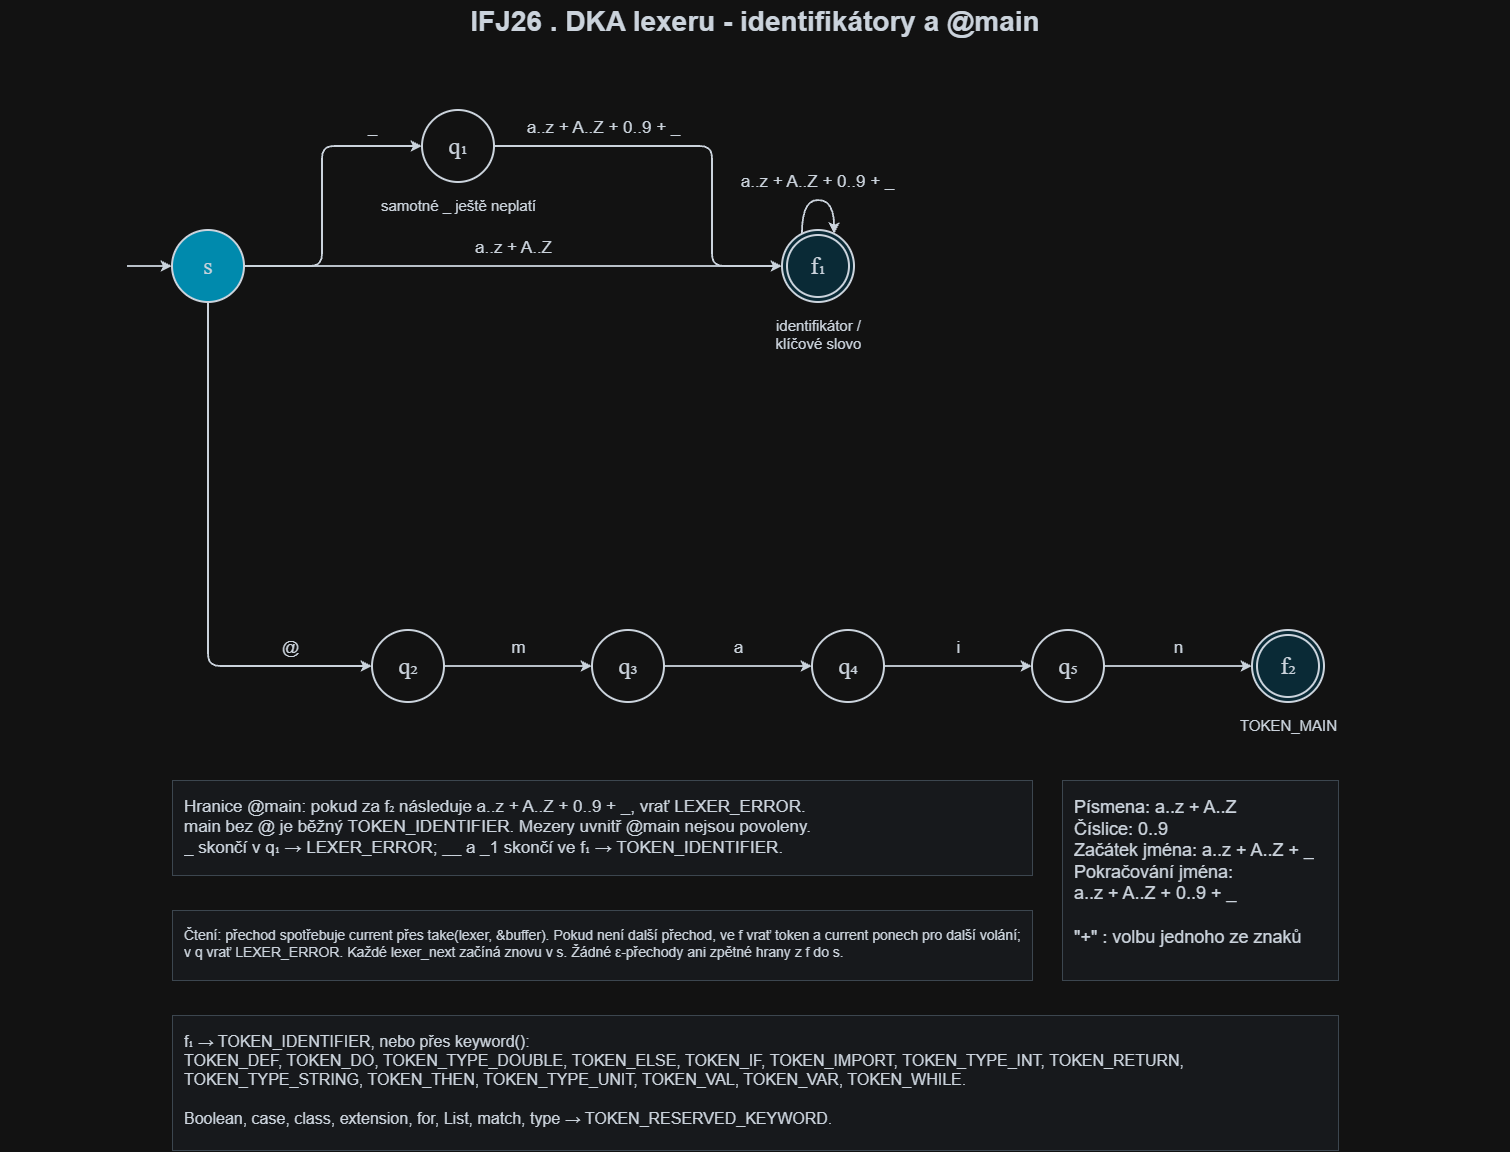 IFJ26 . DKA lexeru - identifikátory a @main
_
a..z + A..Z + 0..9 + _
q₁
a..z + A..Z + 0..9 + _
samotné _ ještě neplatí
a..z + A..Z
s
f₁
identifikátor /
klíčové slovo
@
m
a
i
n
q₂
q₃
q₄
q₅
f₂
TOKEN_MAIN
Hranice @main: pokud za f₂ následuje a..z + A..Z + 0..9 + _, vrať LEXER_ERROR.
main bez @ je běžný TOKEN_IDENTIFIER. Mezery uvnitř @main nejsou povoleny.
_ skončí v q₁ → LEXER_ERROR; __ a _1 skončí ve f₁ → TOKEN_IDENTIFIER.
Písmena: a..z + A..Z
Číslice: 0..9
Začátek jména: a..z + A..Z + _
Pokračování jména:
a..z + A..Z + 0..9 + _
"+" : volbu jednoho ze znaků
Čtení: přechod spotřebuje current přes take(lexer, &buffer). Pokud není další přechod, ve f vrať token a current ponech pro další volání;
v q vrať LEXER_ERROR. Každé lexer_next začíná znovu v s. Žádné ε-přechody ani zpětné hrany z f do s.
f₁ → TOKEN_IDENTIFIER, nebo přes keyword():
TOKEN_DEF, TOKEN_DO, TOKEN_TYPE_DOUBLE, TOKEN_ELSE, TOKEN_IF, TOKEN_IMPORT, TOKEN_TYPE_INT, TOKEN_RETURN,
TOKEN_TYPE_STRING, TOKEN_THEN, TOKEN_TYPE_UNIT, TOKEN_VAL, TOKEN_VAR, TOKEN_WHILE.
Boolean, case, class, extension, for, List, match, type → TOKEN_RESERVED_KEYWORD.